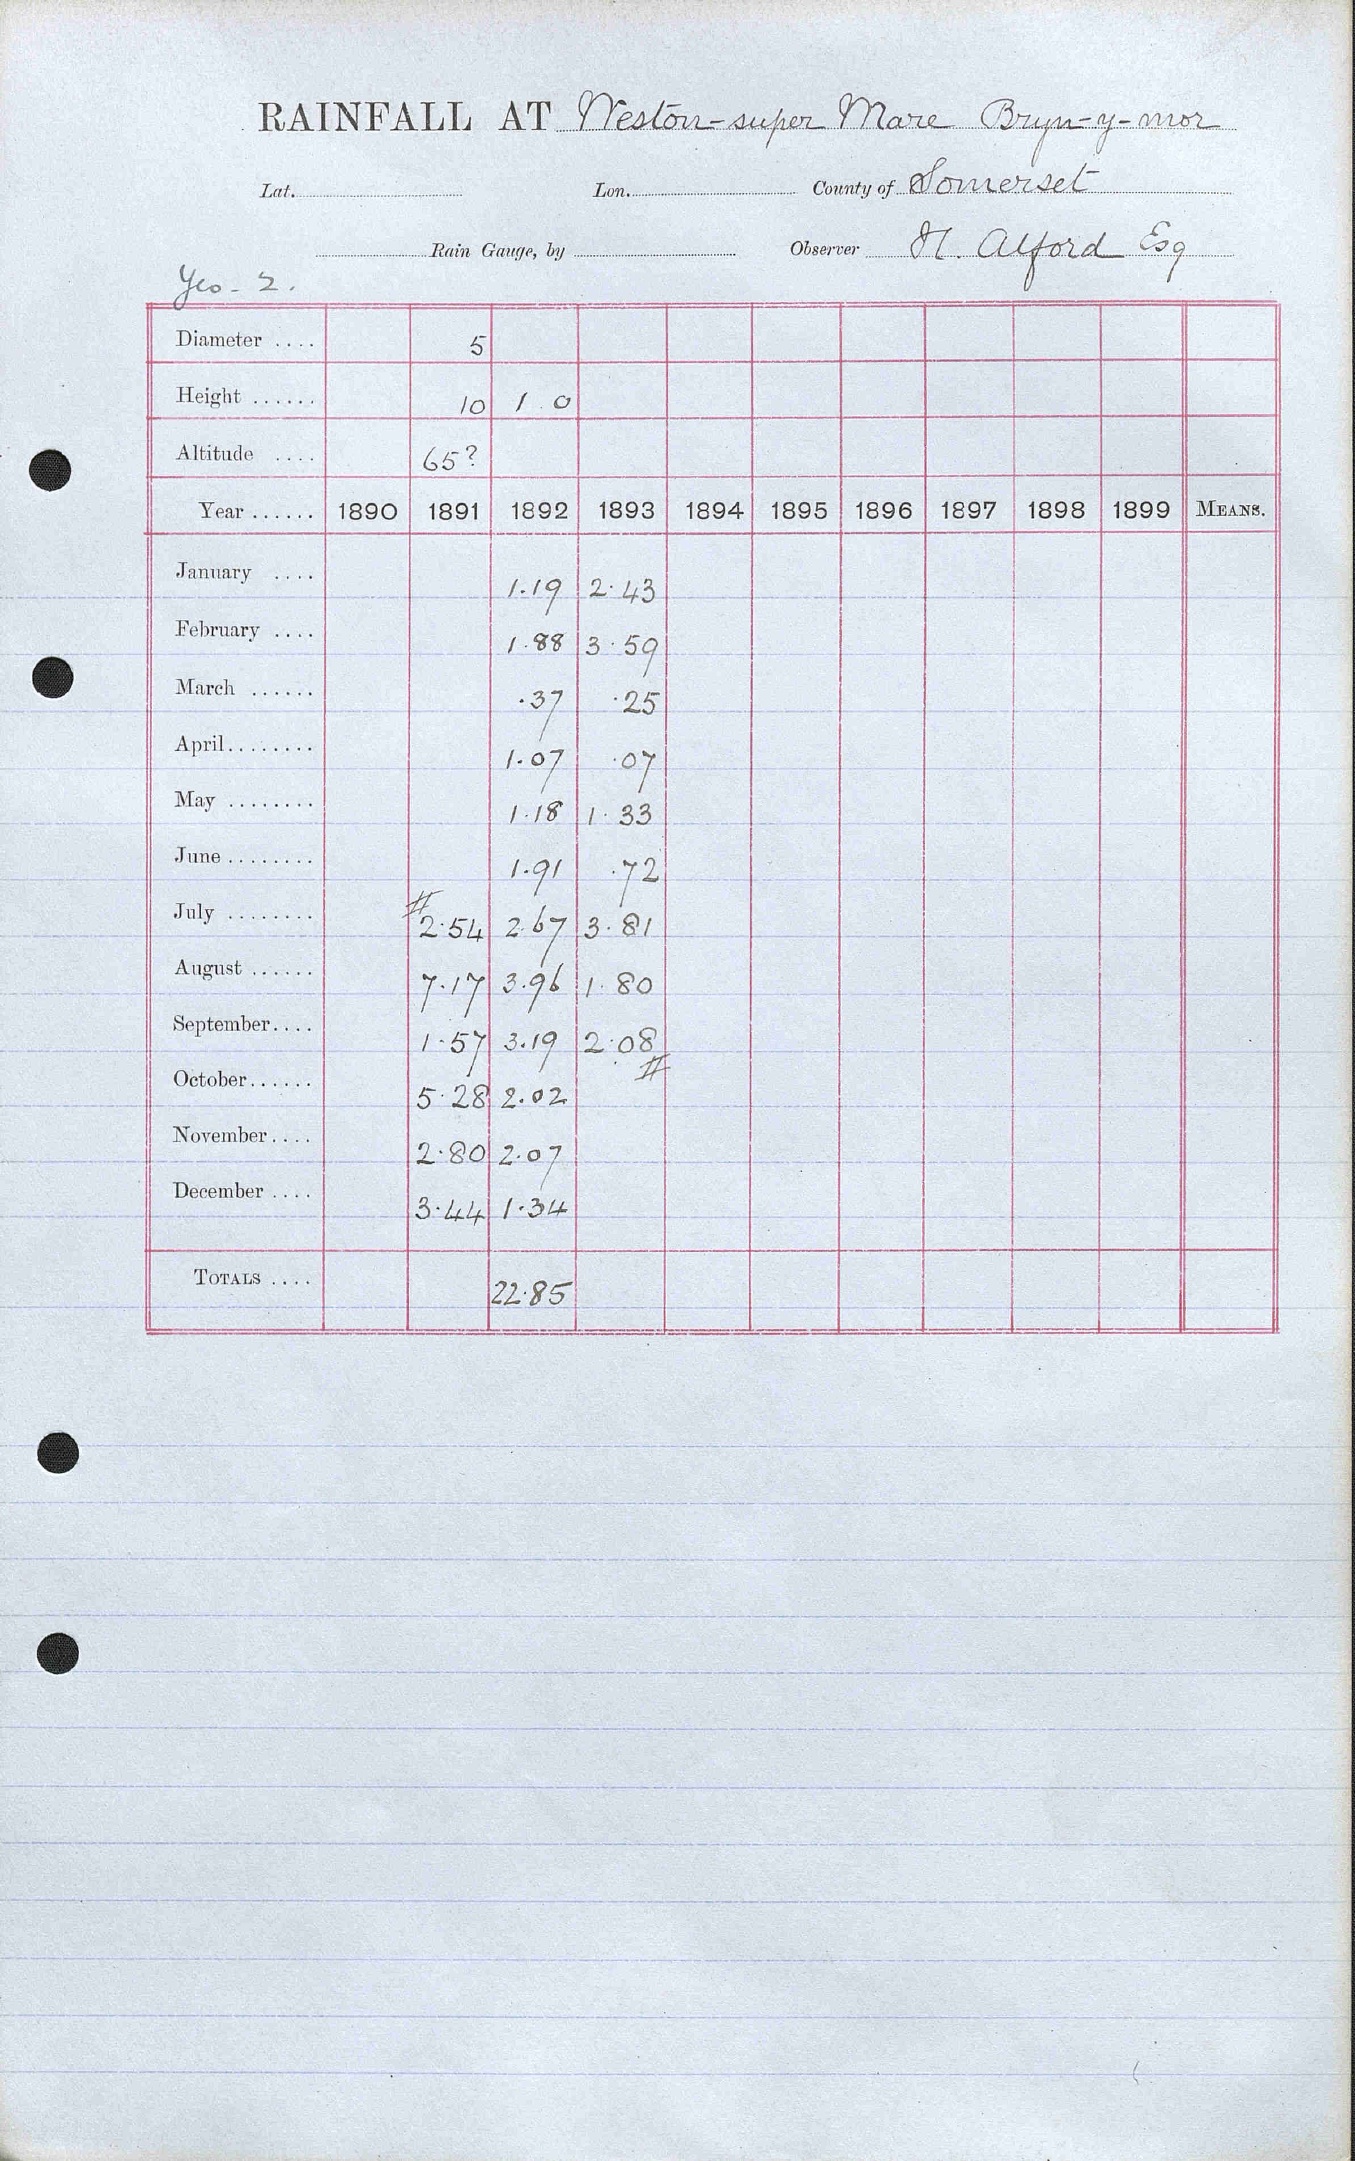 RAINFALL AT Weston-super Mare Bryn-y-mor
Lat. Lon. County of Somerset
Rain Gauge, by Observer H. Alford Esq
Yeo - 2.
Diameter .... 5
Height ...... 10 1 0
Altitude .... 65?
Year ...... 1890 1891 1892 1893 1894 1895 1896 1897 1898 1899 MEANS.
January .... 1.19 2.43
February .... 1.88 3.59
March ...... .37 .25
April........ 1.07 .07
May ........ 1.18 1.33
June ........ 1.91 .72
July ........ # 2.54 2.67 3.81
August ...... 7.17 3.96 1.80
September.... 1.57 3.19 2.08 #
October...... 5.28 2.02
November.... 2.80 2.07
December .... 3.44 1.34
TOTALS .... 22.85